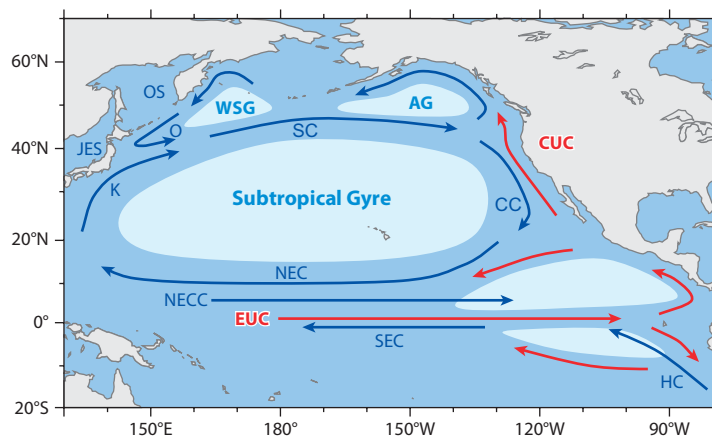 60°N
OS
WSG
AG
O
SC
CUC
JES
40°N
K
Subtropical Gyre
CC
20°N
NEC
NECC
EUC
0°
SEC
HC
20°S
150°E
180°
150°W
120°W
90°W